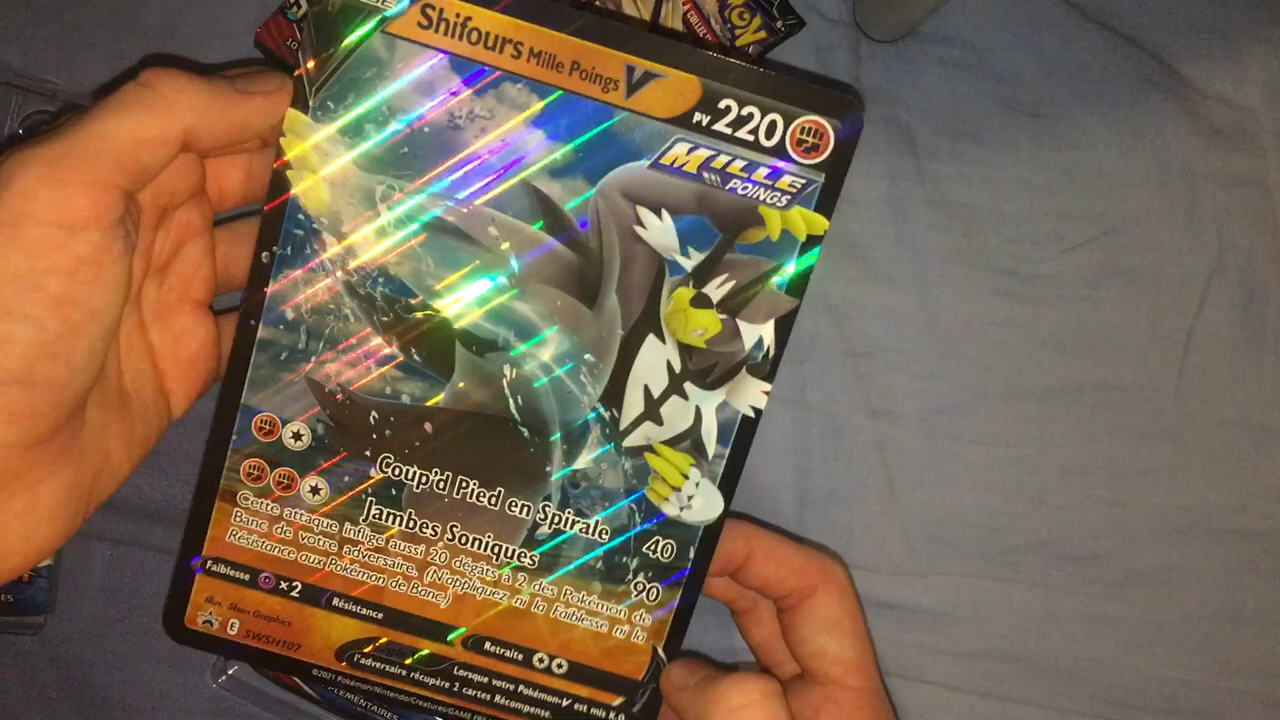 Shifours Mille Poings V
PV 220
MILLE
POINGS
Coup'd Pied en Spirale 40
Jambes Soniques 90
Cette attaque inflige aussi 20 dégâts à 2 des Pokémon de
Banc de votre adversaire. (N'appliquez ni la Faiblesse ni la
Résistance aux Pokémon de Banc.)
Faiblesse ×2 Résistance Retraite
Illus. 5ban Graphics
E SWSH107
Lorsque votre Pokémon-V est mis K.O.
l'adversaire récupère 2 cartes Récompense.
©2021 Pokémon/Nintendo/Creatures/GAME
10